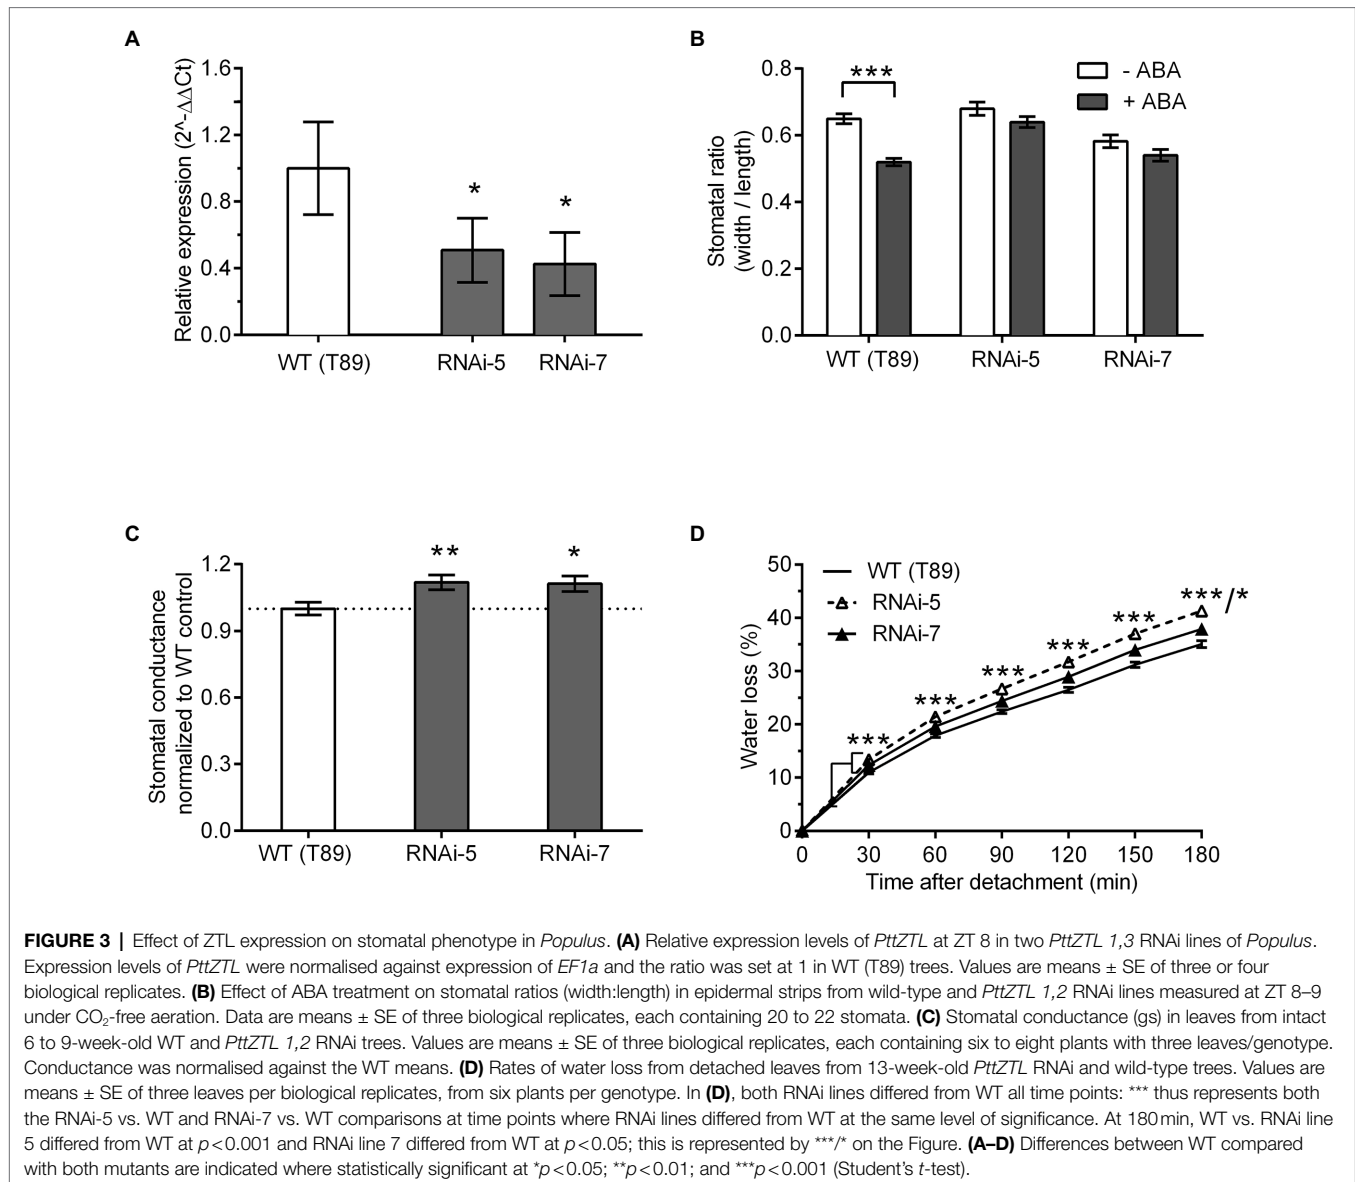 A
Relative expression (2^-ΔΔCt)
1.6
1.2
0.8
0.4
0.0
*
*
WT (T89)
RNAi-5
RNAi-7
B
Stomatal ratio
(width / length)
0.8
0.6
0.4
0.2
0.0
***
- ABA
+ ABA
WT (T89)
RNAi-5
RNAi-7
C
Stomatal conductance
normalized to WT control
1.2
0.9
0.6
0.3
0.0
**
*
WT (T89)
RNAi-5
RNAi-7
D
Water loss (%)
50
40
30
20
10
0
WT (T89)
RNAi-5
RNAi-7
***
***
***
***
***
***/*
0
30
60
90
120
150
180
Time after detachment (min)
FIGURE 3 | Effect of ZTL expression on stomatal phenotype in Populus. (A) Relative expression levels of PttZTL at ZT 8 in two PttZTL 1,3 RNAi lines of Populus.
Expression levels of PttZTL were normalised against expression of EF1a and the ratio was set at 1 in WT (T89) trees. Values are means ± SE of three or four
biological replicates. (B) Effect of ABA treatment on stomatal ratios (width:length) in epidermal strips from wild-type and PttZTL 1,2 RNAi lines measured at ZT 8–9
under CO₂-free aeration. Data are means ± SE of three biological replicates, each containing 20 to 22 stomata. (C) Stomatal conductance (gs) in leaves from intact
6 to 9-week-old WT and PttZTL 1,2 RNAi trees. Values are means ± SE of three biological replicates, each containing six to eight plants with three leaves/genotype.
Conductance was normalised against the WT means. (D) Rates of water loss from detached leaves from 13-week-old PttZTL RNAi and wild-type trees. Values are
means ± SE of three leaves per biological replicates, from six plants per genotype. In (D), both RNAi lines differed from WT all time points: *** thus represents both
the RNAi-5 vs. WT and RNAi-7 vs. WT comparisons at time points where RNAi lines differed from WT at the same level of significance. At 180 min, WT vs. RNAi line
5 differed from WT at p < 0.001 and RNAi line 7 differed from WT at p < 0.05; this is represented by ***/* on the Figure. (A–D) Differences between WT compared
with both mutants are indicated where statistically significant at *p < 0.05; **p < 0.01; and ***p < 0.001 (Student's t-test).